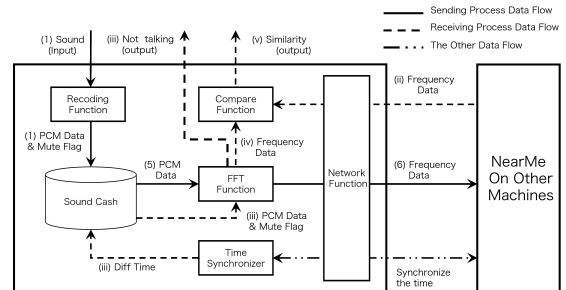 Sending Process Data Flow
Receiving Process Data Flow
The Other Data Flow
(1) Sound
(Input)
(iii) Not talking
(output)
(v) Similarity
(output)
Recoding
Function
Compare
Function
(ii) Frequency
Data
(1) PCM Data
& Mute Flag
(iv) Frequency
Data
(5) PCM
Data
FFT
Function
Network
Function
(6) Frequency
Data
NearMe
On Other
Machines
Sound Cash
(iii) PCM Data
& Mute Flag
Time
Synchronizer
(iii) Diff Time
Synchronize
the time